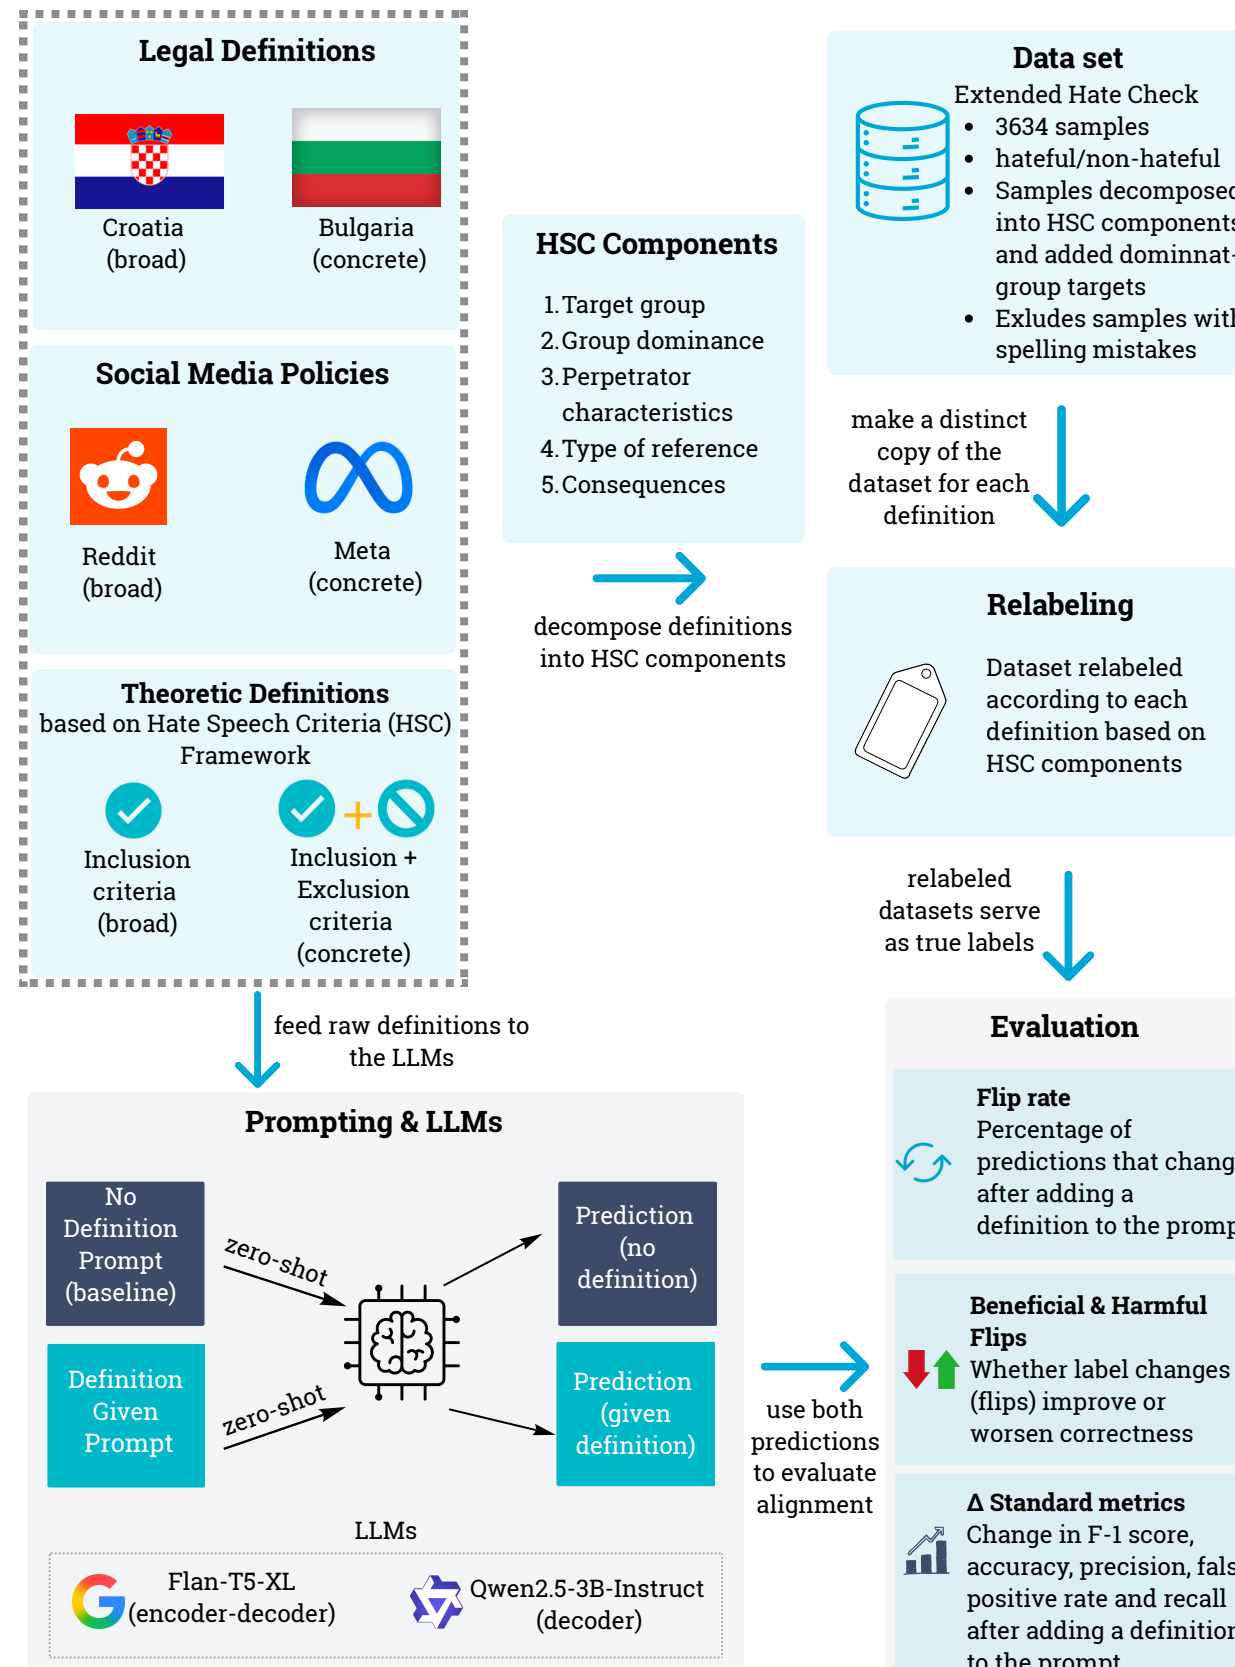 Legal Definitions
Croatia
(broad)
Bulgaria
(concrete)
Social Media Policies
Reddit
(broad)
Meta
(concrete)
Theoretic Definitions
based on Hate Speech Criteria (HSC)
Framework
Inclusion
criteria
(broad)
Inclusion +
Exclusion
criteria
(concrete)
feed raw definitions to
the LLMs
HSC Components
1. Target group
2. Group dominance
3. Perpetrator
characteristics
4. Type of reference
5. Consequences
decompose definitions
into HSC components
Data set
Extended Hate Check
• 3634 samples
• hateful/non-hateful
• Samples decomposed
into HSC components
and added dominnat-
group targets
• Exludes samples with
spelling mistakes
make a distinct
copy of the
dataset for each
definition
Relabeling
Dataset relabeled
according to each
definition based on
HSC components
relabeled
datasets serve
as true labels
Prompting & LLMs
No
Definition
Prompt
(baseline)
zero-shot
Prediction
(no
definition)
Definition
Given
Prompt
zero-shot
Prediction
(given
definition)
LLMs
Flan-T5-XL
(encoder-decoder)
Qwen2.5-3B-Instruct
(decoder)
use both
predictions
to evaluate
alignment
Evaluation
Flip rate
Percentage of
predictions that chang
after adding a
definition to the promp
Beneficial & Harmful
Flips
Whether label changes
(flips) improve or
worsen correctness
Δ Standard metrics
Change in F-1 score,
accuracy, precision, fals
positive rate and recall
after adding a definition
to the prompt